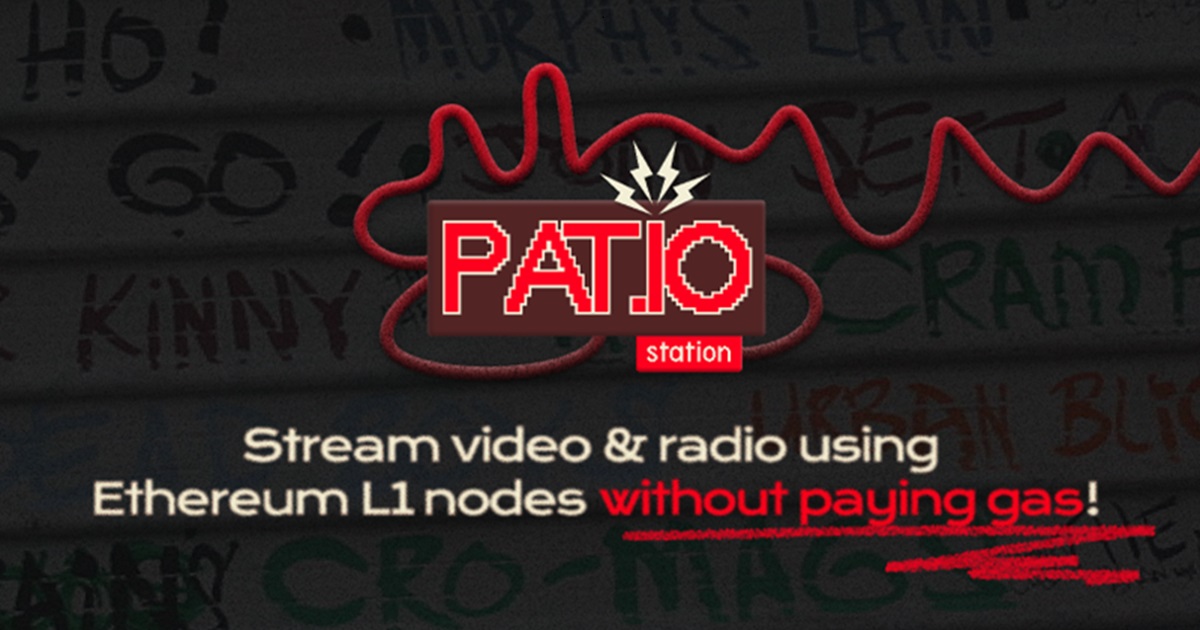 HO!
MURPHYS LAW
GO!
KINNY
CRAMP
PAT.IO
station
URBAN BLI
Stream video & radio using
Ethereum L1 nodes without paying gas!
CRO-MAGS